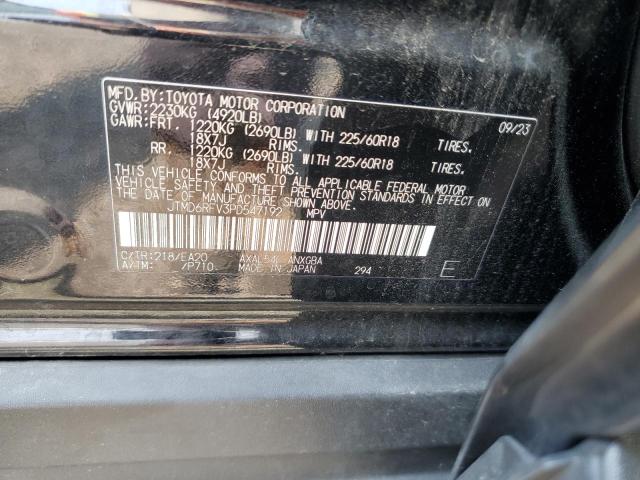 MFD.BY:TOYOTA MOTOR CORPORATION 09/23
GVWR:2230KG (4920LB)
GAWR:FRT. 1220KG (2690LB) WITH 225/60R18 TIRES.
18X7J RIMS.
RR. 1220KG (2690LB) WITH 225/60R18 TIRES.
18X7J RIMS.
THIS VEHICLE CONFORMS TO ALL APPLICABLE FEDERAL MOTOR
VEHICLE SAFETY, AND THEFT PREVENTION STANDARDS IN EFFECT ON
THE DATE OF MANUFACTURE SHOWN ABOVE.
JTMD6RFV3PD547192 MPV
C/TR:218/EA20 AXAL54L-ANXGBA
A/TM: /P710 MADE IN JAPAN 294 E